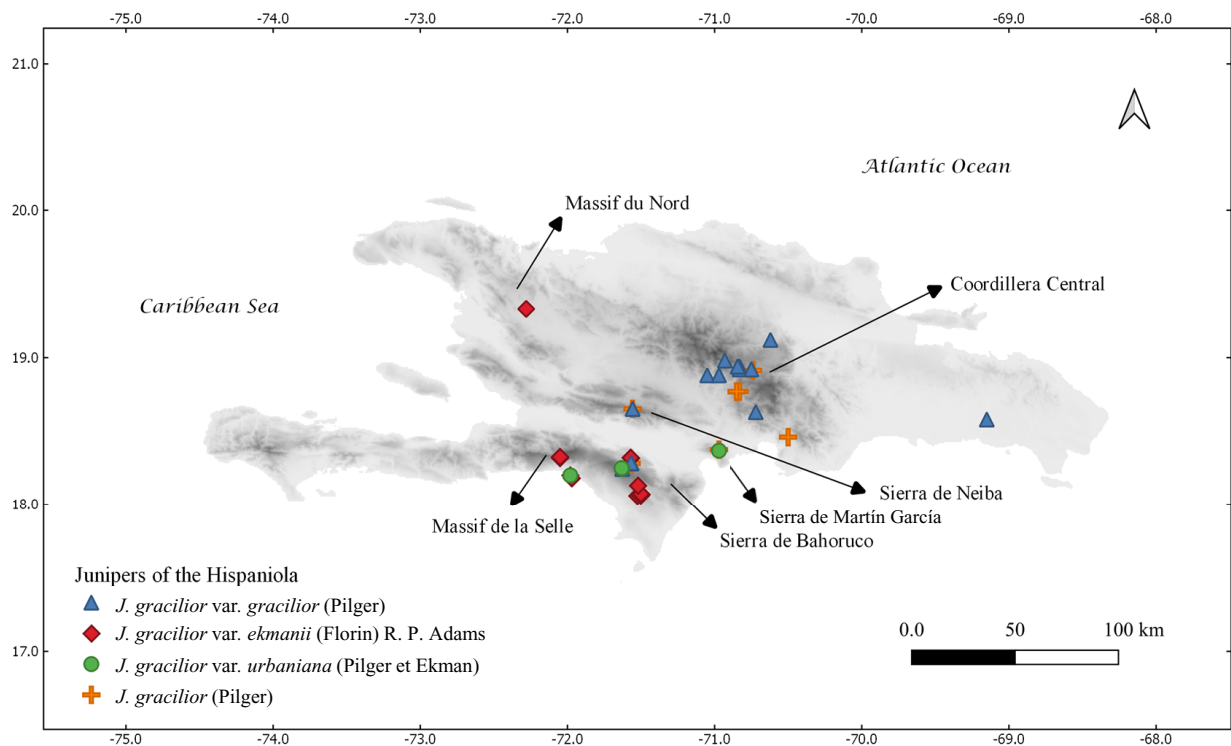 -75.0 -74.0 -73.0 -72.0 -71.0 -70.0 -69.0 -68.0
21.0
Atlantic Ocean
20.0
Massif du Nord
Coordillera Central
Caribbean Sea
19.0
18.0
Sierra de Neiba
Sierra de Martín García
Massif de la Selle
Sierra de Bahoruco
Junipers of the Hispaniola
J. gracilior var. gracilior (Pilger)
J. gracilior var. ekmanii (Florin) R. P. Adams
J. gracilior var. urbaniana (Pilger et Ekman)
J. gracilior (Pilger)
0.0 50 100 km
17.0
-75.0 -74.0 -73.0 -72.0 -71.0 -70.0 -69.0 -68.0